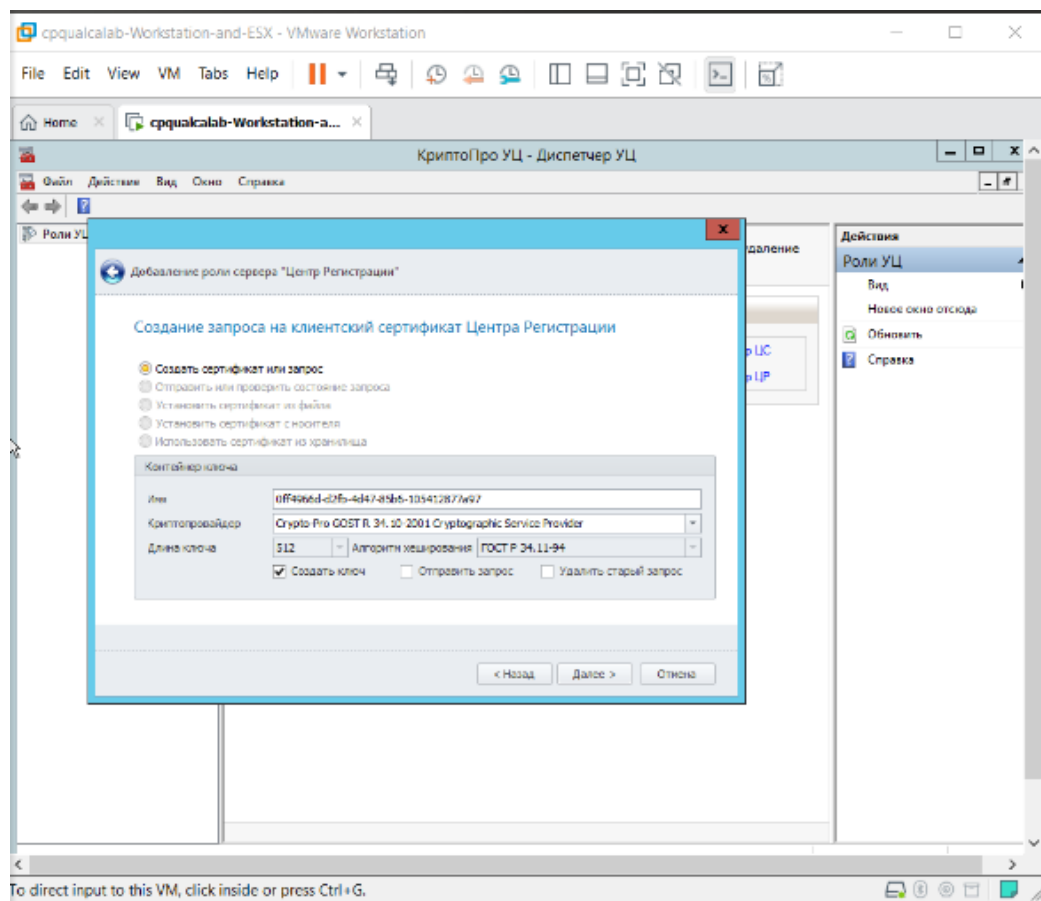 cpqualcalab-Workstation-and-ESX - VMware Workstation
File Edit View VM Tabs Help
Home
cpqualcalab-Workstation-a...
КриптоПро УЦ - Диспетчер УЦ
Файл Действие Вид Окно Справка
Роли УЦ
даление
Действия
Роли УЦ
Вид
Новое окно отсюда
Обновить
Справка
р ЦС
р ЦР
Добавление роли сервера "Центр Регистрации"
Создание запроса на клиентский сертификат Центра Регистрации
Создать сертификат или запрос
Отправить или проверить состояние запроса
Установить сертификат из файла
Установить сертификат с носителя
Использовать сертификат из хранилища
Контейнер ключа
Имя
Криптопровайдер Crypto-Pro GOST R 34.10-2001 Cryptographic Service Provider
Длина ключа 512 Алгоритм хеширования ГОСТ Р 34.11-94
Создать ключ Отправить запрос Удалить старый запрос
< Назад Далее > Отмена
To direct input to this VM, click inside or press Ctrl+G.